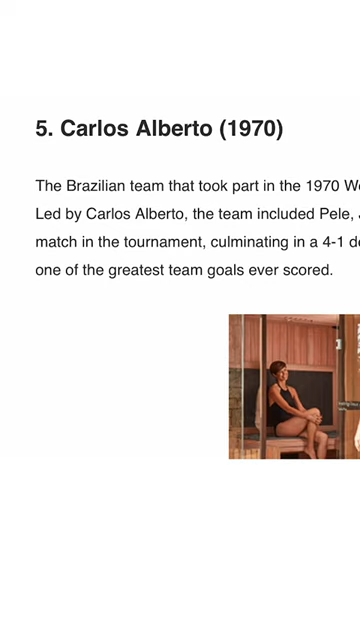 5. Carlos Alberto (1970)
The Brazilian team that took part in the 1970
Led by Carlos Alberto, the team included Pele,
match in the tournament, culminating in a 4-1
one of the greatest team goals ever scored.